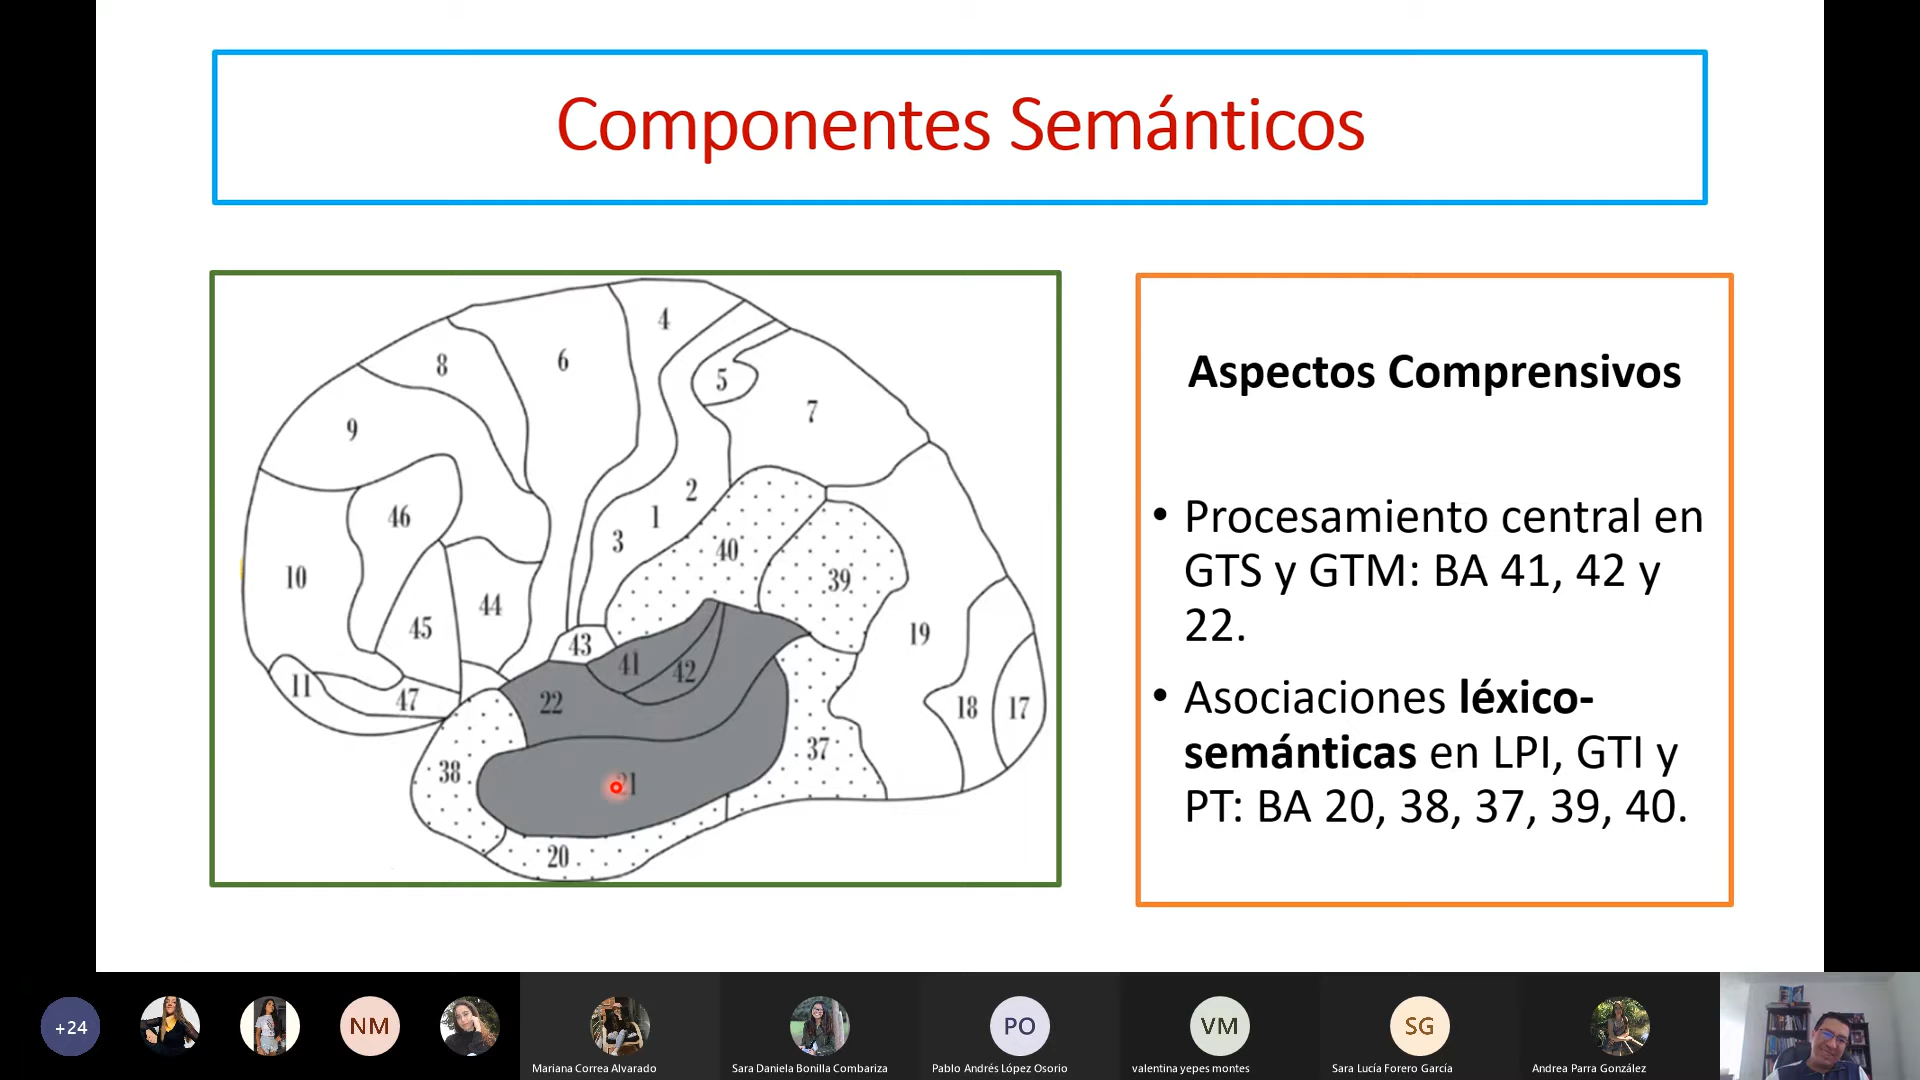 Componentes Semánticos
4
8
6
5
7
9
2
46
1
3
40
10
39
44
45
19
43
41
42
11
47
22
18
17
37
38
21
20
Aspectos Comprensivos
• Procesamiento central en
GTS y GTM: BA 41, 42 y
22.
• Asociaciones léxico-
semánticas en LPI, GTI y
PT: BA 20, 38, 37, 39, 40.
+24
NM
PO
VM
SG
Mariana Correa Alvarado
Sara Daniela Bonilla Combariza
Pablo Andrés López Osorio
valentina yepes montes
Sara Lucía Forero García
Andrea Parra González